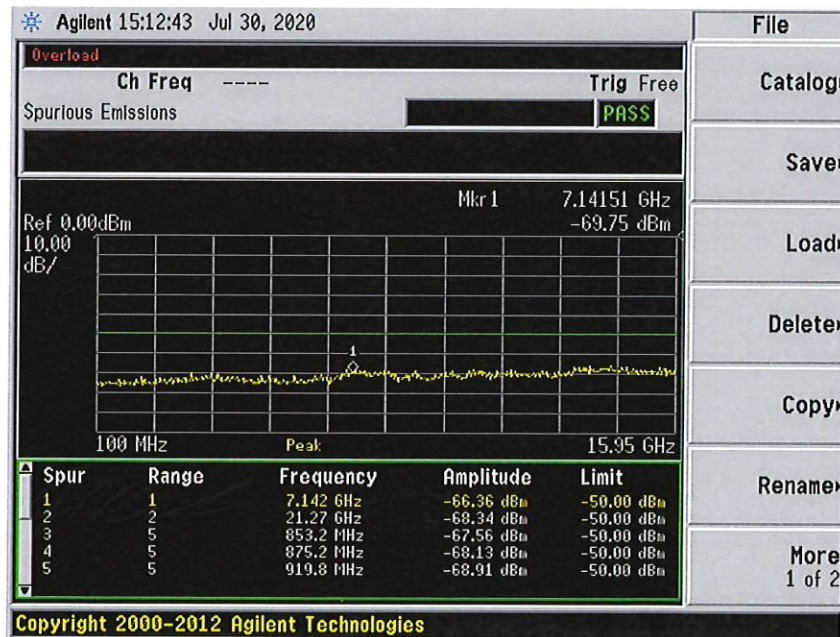 Agilent 15:12:43 Jul 30, 2020
File
Overload
Ch Freq ----
Trig Free
Spurious Emissions
PASS
Catalog
Save
Mkr1 7.14151 GHz
-69.75 dBm
Ref 0.00dBm
10.00
dB/
Load
Delete
1
Copy
100 MHz
Peak
15.95 GHz
Spur Range Frequency Amplitude Limit
1 1 7.142 GHz -66.36 dBm -50.00 dBm
2 2 21.27 GHz -68.34 dBm -50.00 dBm
3 5 853.2 MHz -67.56 dBm -50.00 dBm
4 5 875.2 MHz -68.13 dBm -50.00 dBm
5 5 919.8 MHz -68.91 dBm -50.00 dBm
Rename
More
1 of 2
Copyright 2000-2012 Agilent Technologies